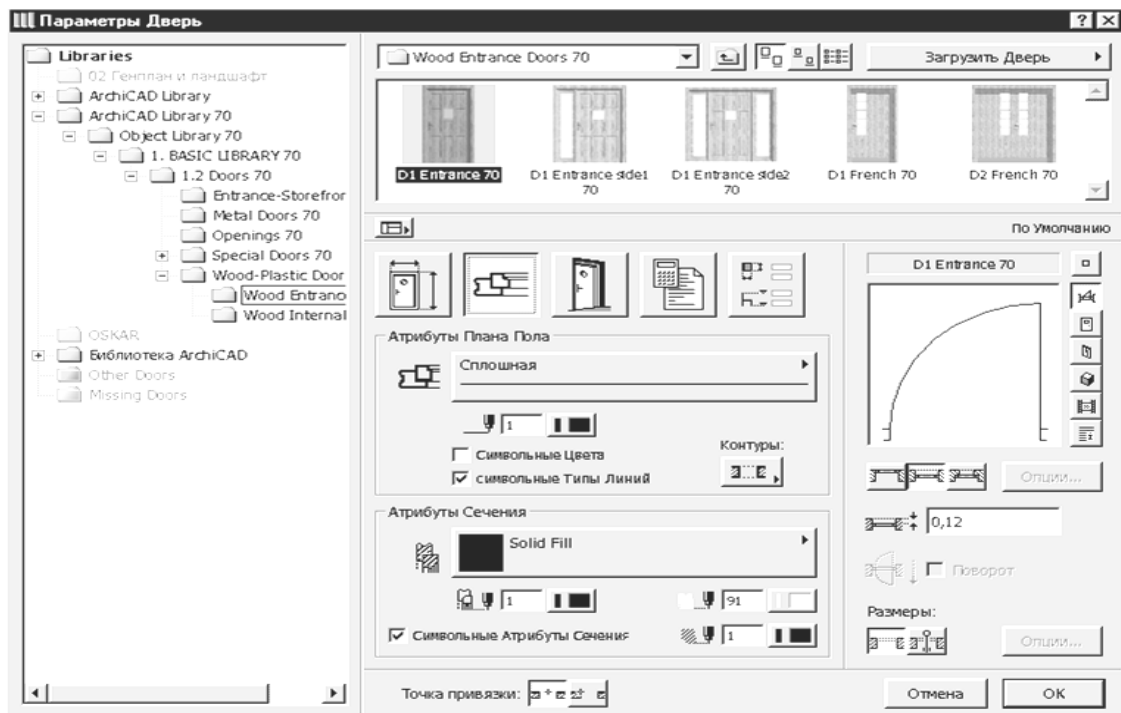 Параметры Дверь
Libraries
02 Генплан и ландшафт
ArchiCAD Library
ArchiCAD Library 70
Object Library 70
1. BASIC LIBRARY 70
1.2 Doors 70
Entrance-Storefror
Metal Doors 70
Openings 70
Special Doors 70
Wood-Plastic Door
Wood Entranc
Wood Internal
OSKAR
Библиотека ArchiCAD
Other Doors
Missing Doors
Wood Entrance Doors 70
Загрузить Дверь
D1 Entrance 70
D1 Entrance side1 70
D1 Entrance side2 70
D1 French 70
D2 French 70
По Умолчанию
Атрибуты Плана Пола
Сплошная
1
Символьные Цвета
символьные Типы Линий
Контуры:
Атрибуты Сечения
Solid Fill
1
91
Символьные Атрибуты Сечения
1
D1 Entrance 70
Опции...
0,12
Поворот
Размеры:
Опции...
Точка привязки:
Отмена
OK